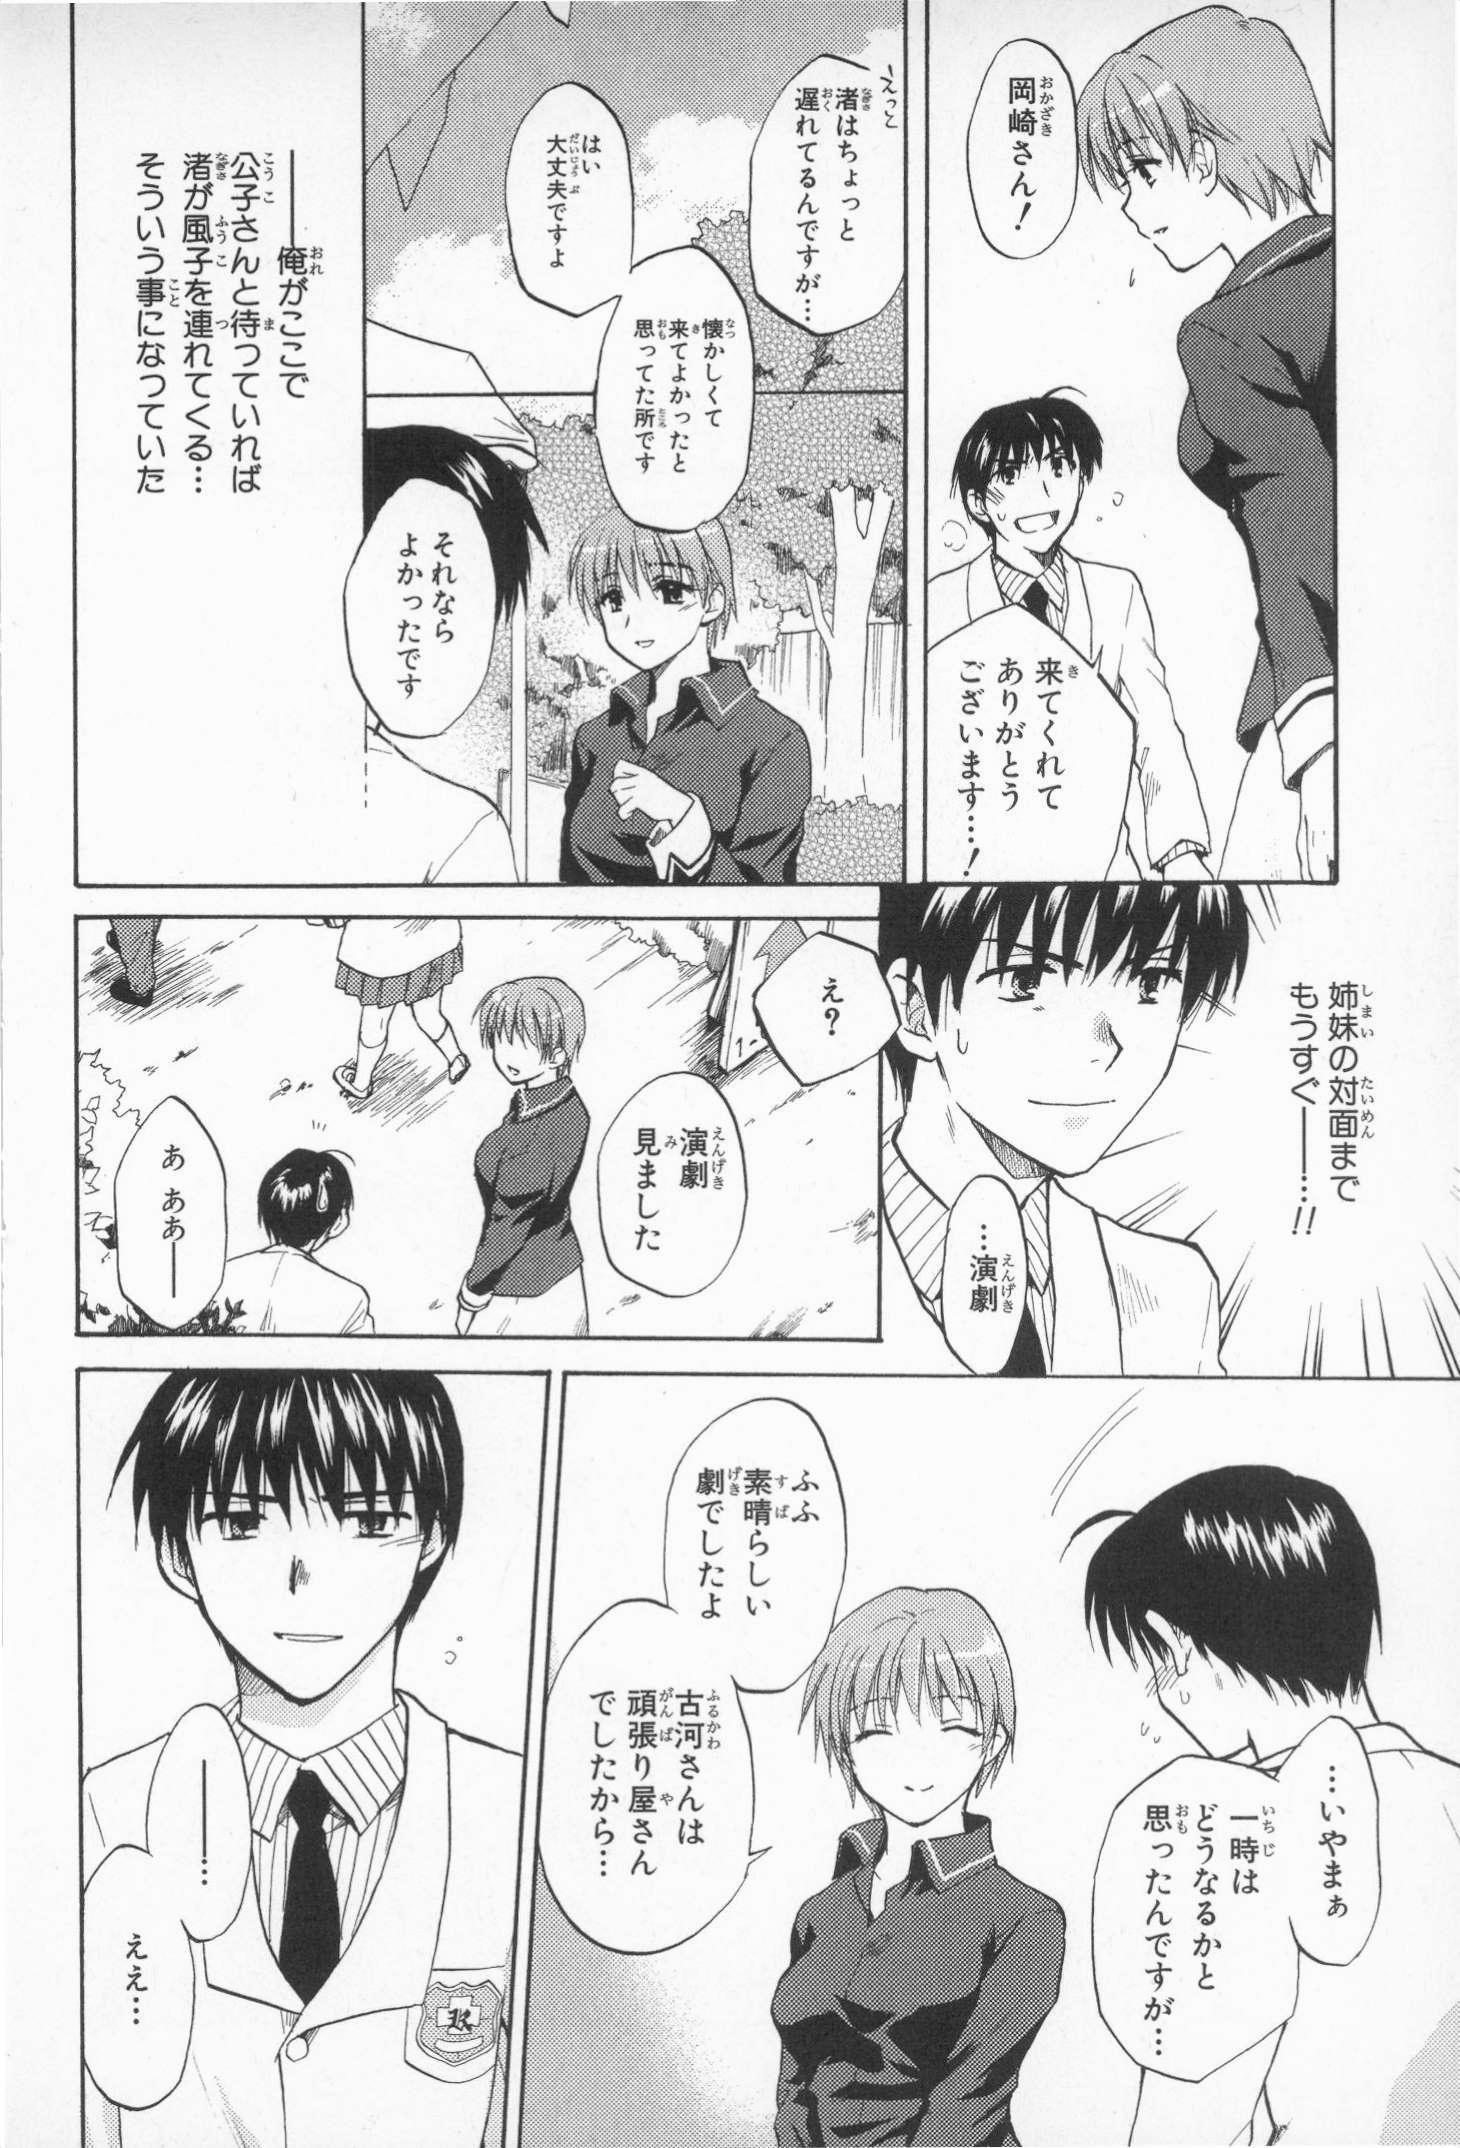 岡崎さん！
来てくれて
ありがとう
ございます…！
えっと
渚はちょっと
遅れてるんですが…
はい
大丈夫ですよ
懐かしくて
来てよかったと
思ってた所です
それなら
よかったです
――俺がここで
公子さんと待っていれば
渚が風子を連れてくる…
そういう事になっていた
姉妹の対面まで
もうすぐ――…!!
…演劇
え？
演劇
見ました
あ ああ――
…いやまぁ
一時は
どうなるかと
思ったんですが…
ふふ
素晴らしい
劇でしたよ
古河さんは
頑張り屋さん
でしたから…
――…
ええ…